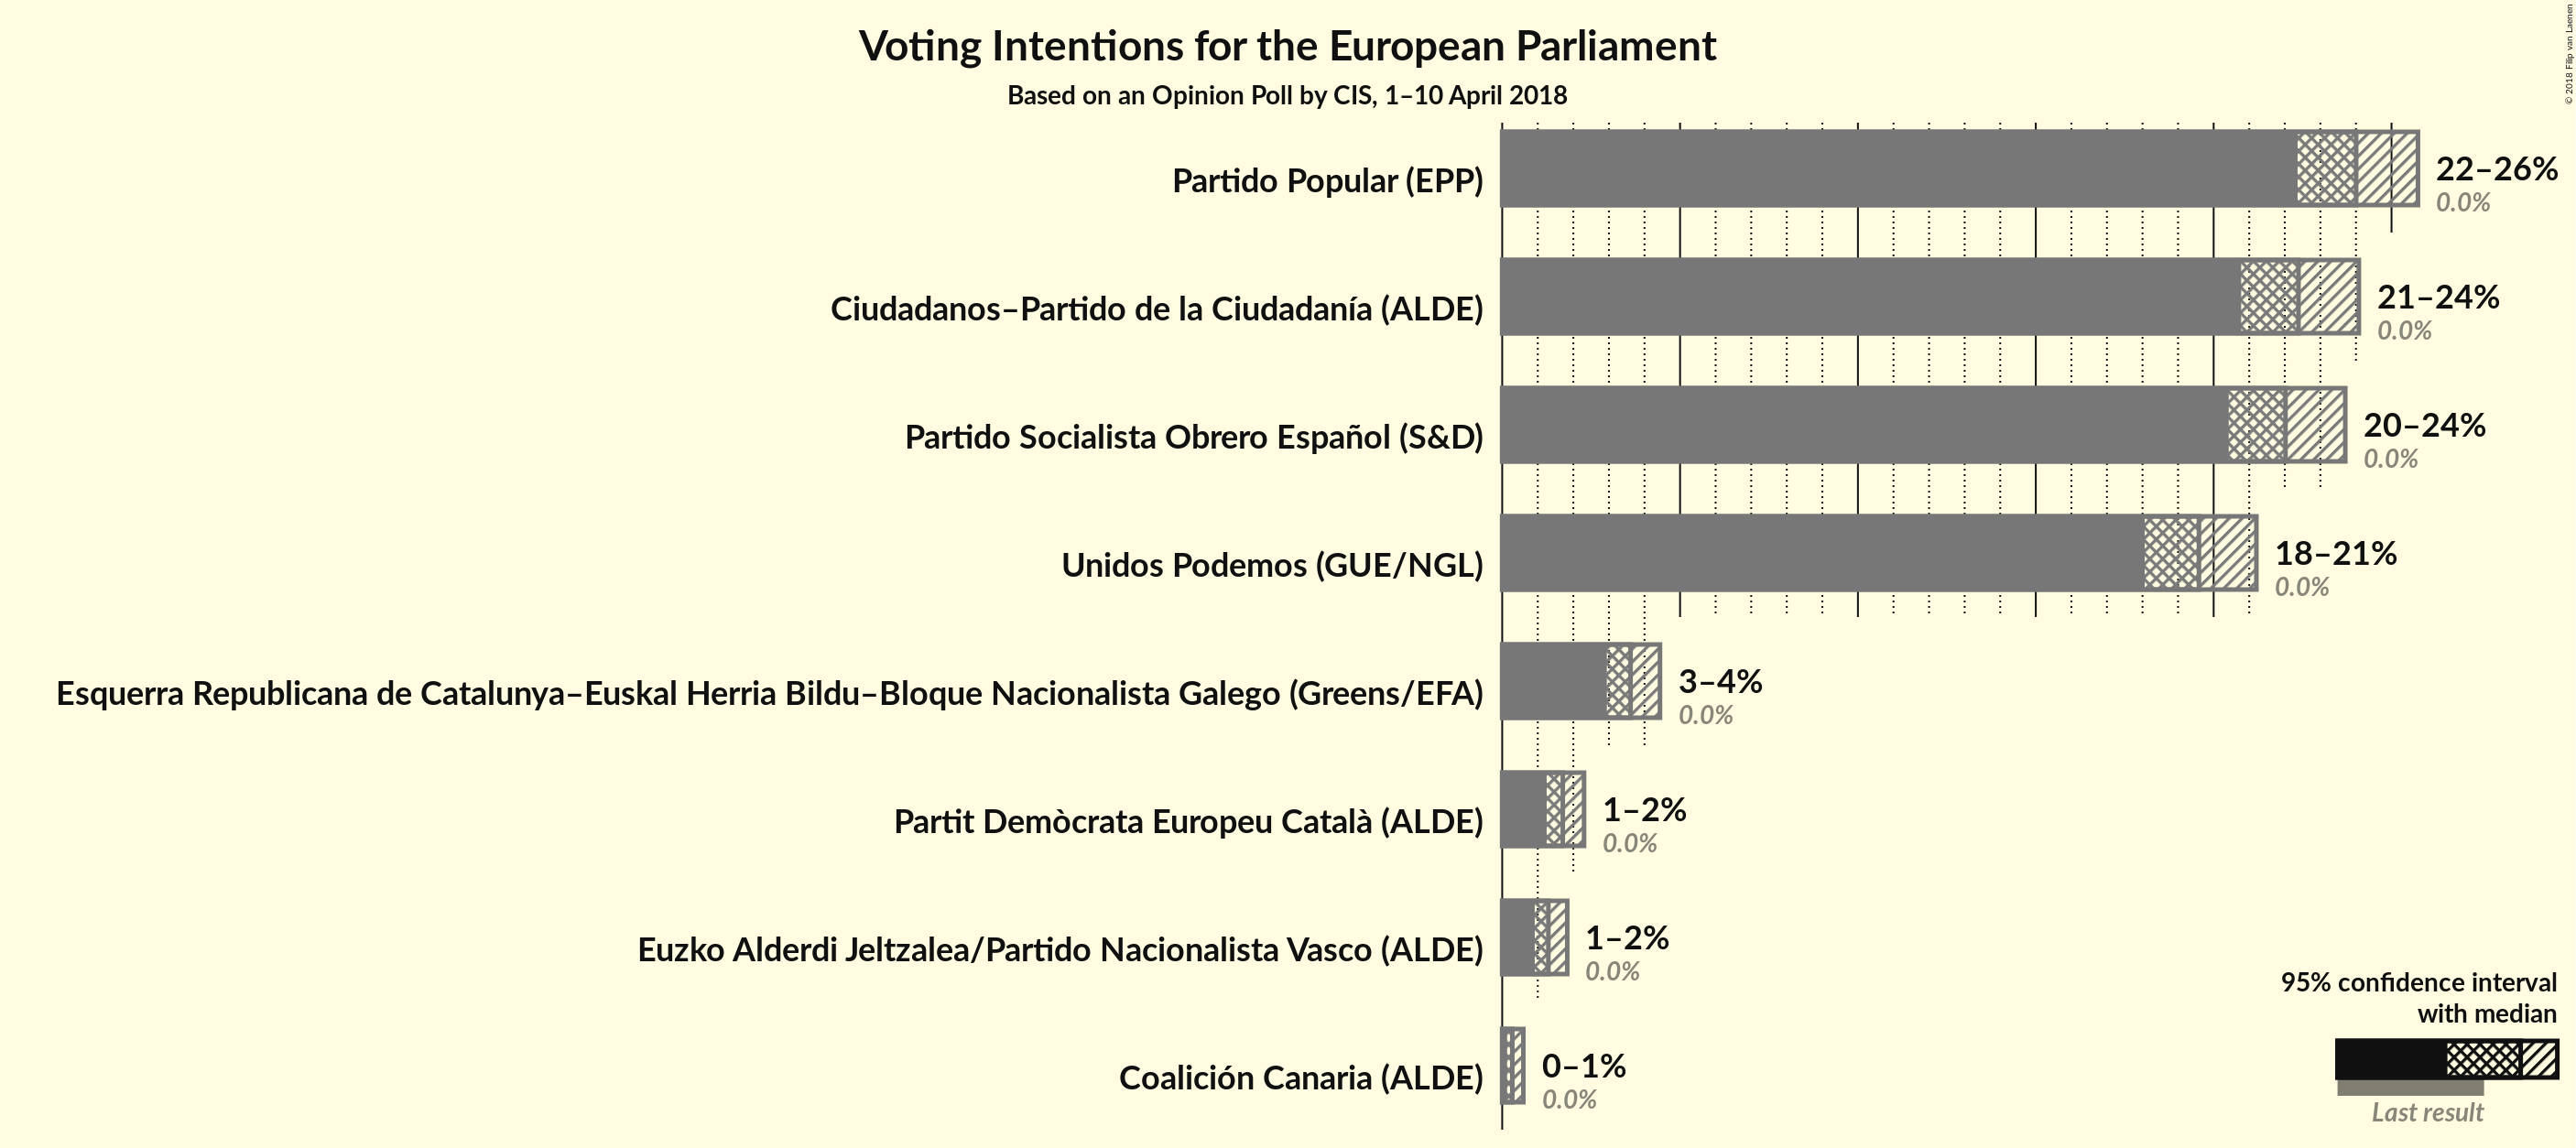 Voting Intentions for the European Parliament
Based on an Opinion Poll by CIS, 1–10 April 2018
© 2018 Filip van Laenen
Partido Popular (EPP)
22–26%
0.0%
Ciudadanos–Partido de la Ciudadanía (ALDE)
21–24%
0.0%
Partido Socialista Obrero Español (S&D)
20–24%
0.0%
Unidos Podemos (GUE/NGL)
18–21%
0.0%
Esquerra Republicana de Catalunya–Euskal Herria Bildu–Bloque Nacionalista Galego (Greens/EFA)
3–4%
0.0%
Partit Demòcrata Europeu Català (ALDE)
1–2%
0.0%
Euzko Alderdi Jeltzalea/Partido Nacionalista Vasco (ALDE)
1–2%
0.0%
Coalición Canaria (ALDE)
0–1%
0.0%
95% confidence interval
with median
Last result